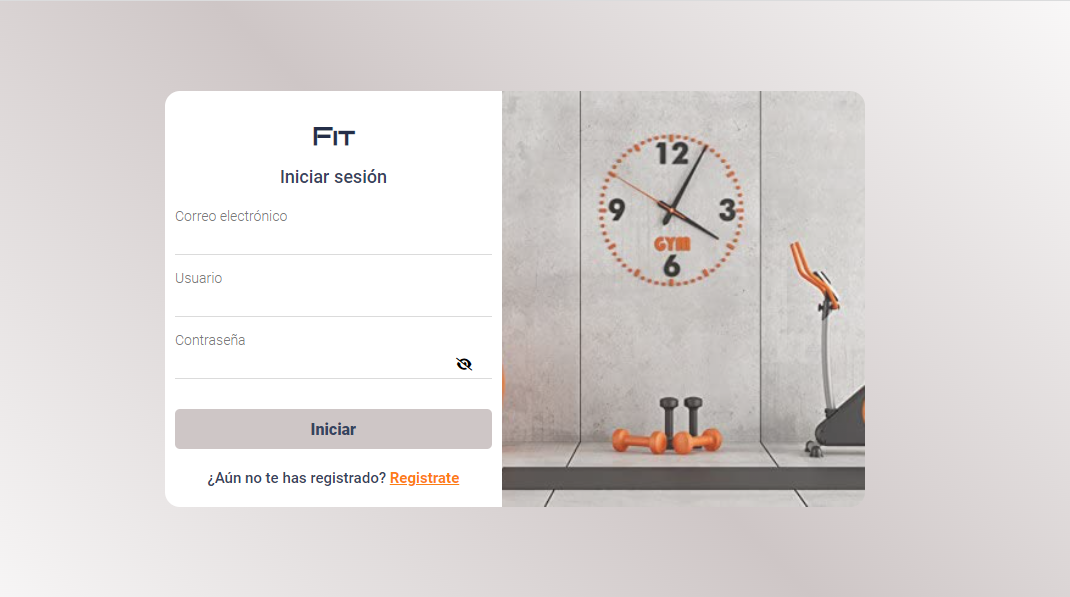 Fit
Iniciar sesión
Correo electrónico
Usuario
Contraseña
Iniciar
¿Aún no te has registrado? Registrate
12
9 3
GYM
6